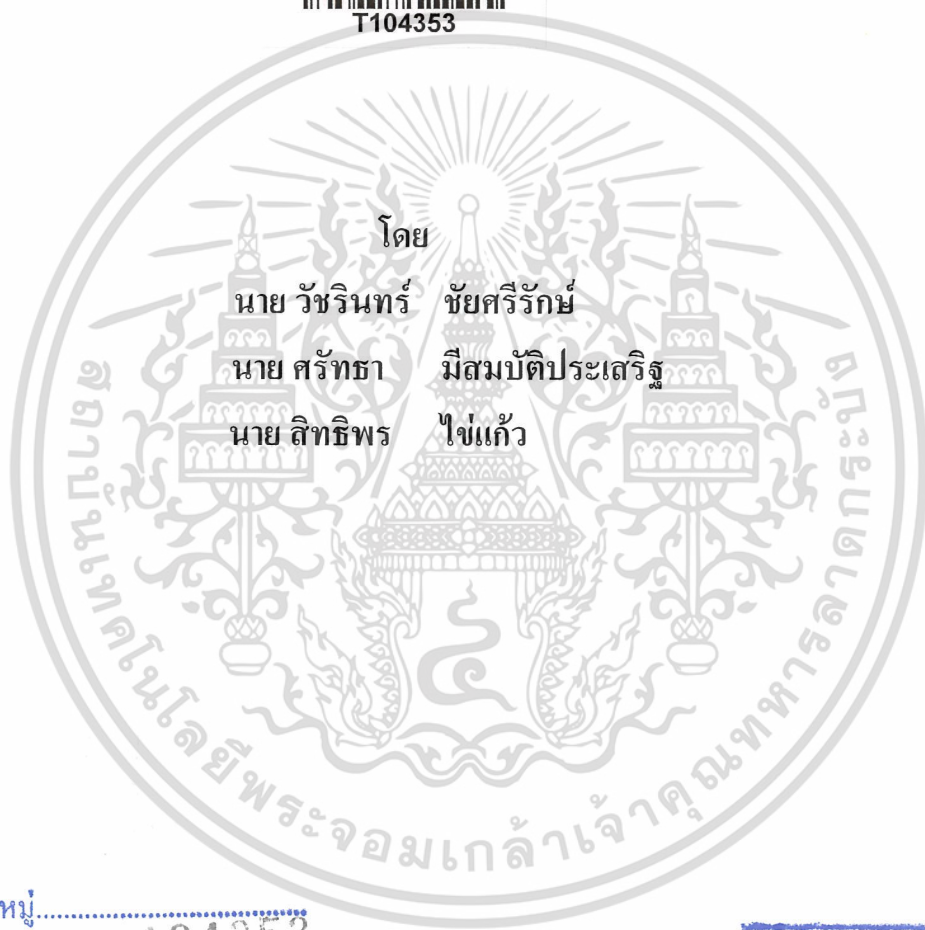 T104353
โดย
นาย วัชรินทร์ ชัยศรีรักษ์
นาย ศรัทธา มีสมบัติประเสริฐ
นาย สิทธิพร ไข่แก้ว
สถาบันเทคโนโลยีพระจอมเกล้าเจ้าคุณทหารลาดกระบัง
หมู่